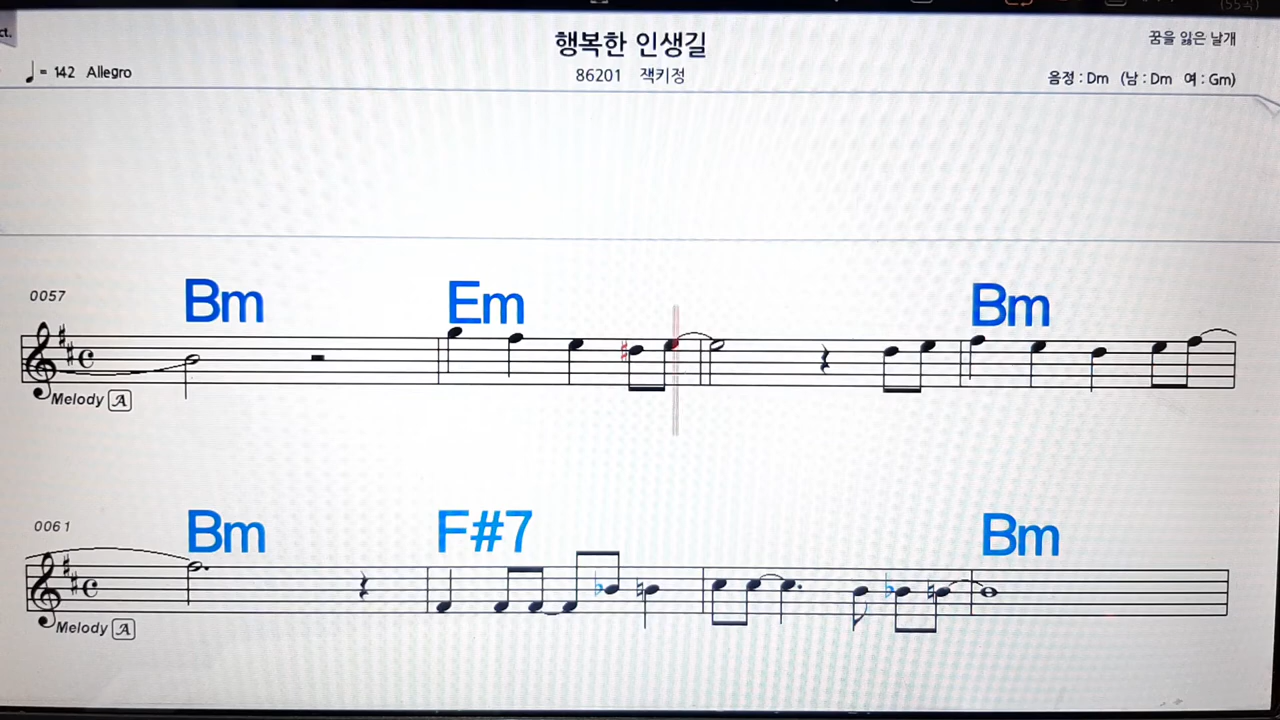 ct.
행복한 인생길
꿈을 잃은 날개
♩= 142 Allegro
86201 잭키정
음정 : Dm (남 : Dm 여 : Gm)
0057
Bm Em Bm
Melody A
0061
Bm F#7 Bm
Melody A